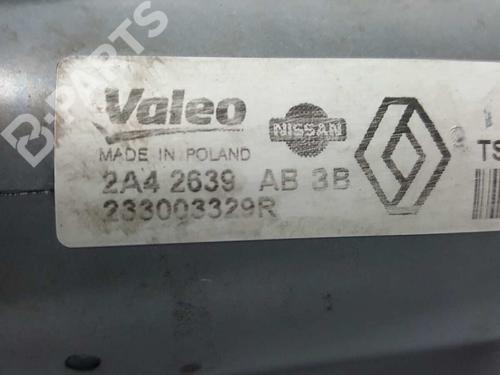 B-PARTS
Valeo
NISSAN
MADE IN POLAND
TS
2A4 2639 AB 3B
233003329R